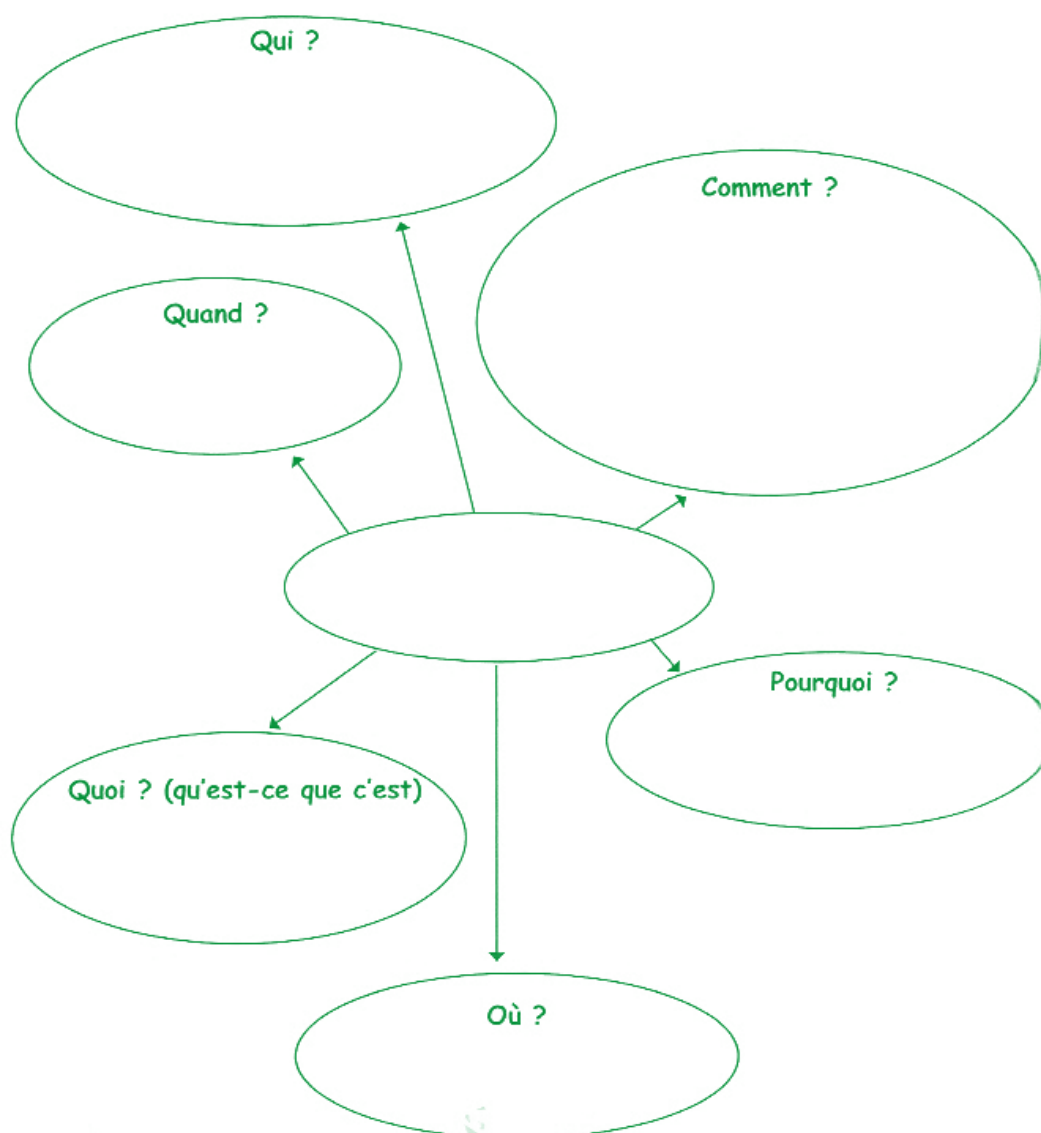 Qui ?
Comment ?
Quand ?
Pourquoi ?
Quoi ? (qu'est-ce que c'est)
Où ?